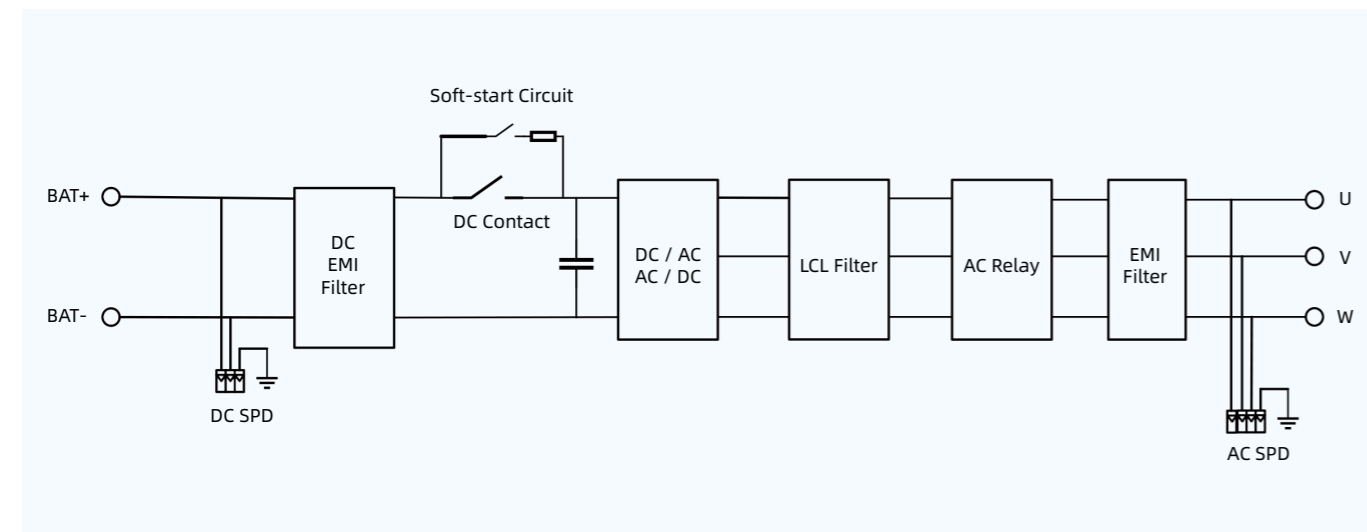 Soft-start Circuit
BAT+
DC Contact
DC
EMI
Filter
DC / AC
AC / DC
LCL Filter
AC Relay
EMI
Filter
U
V
W
BAT-
DC SPD
AC SPD